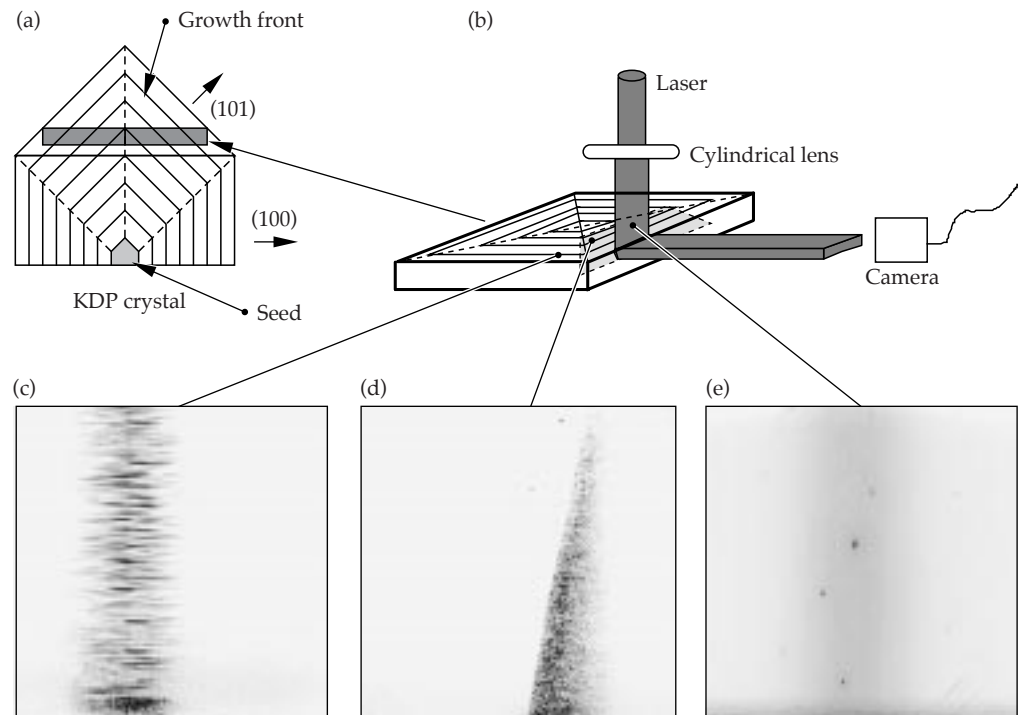 (a)
Growth front
(101)
(100)
KDP crystal
Seed
(b)
Laser
Cylindrical lens
Camera
(c)
(d)
(e)